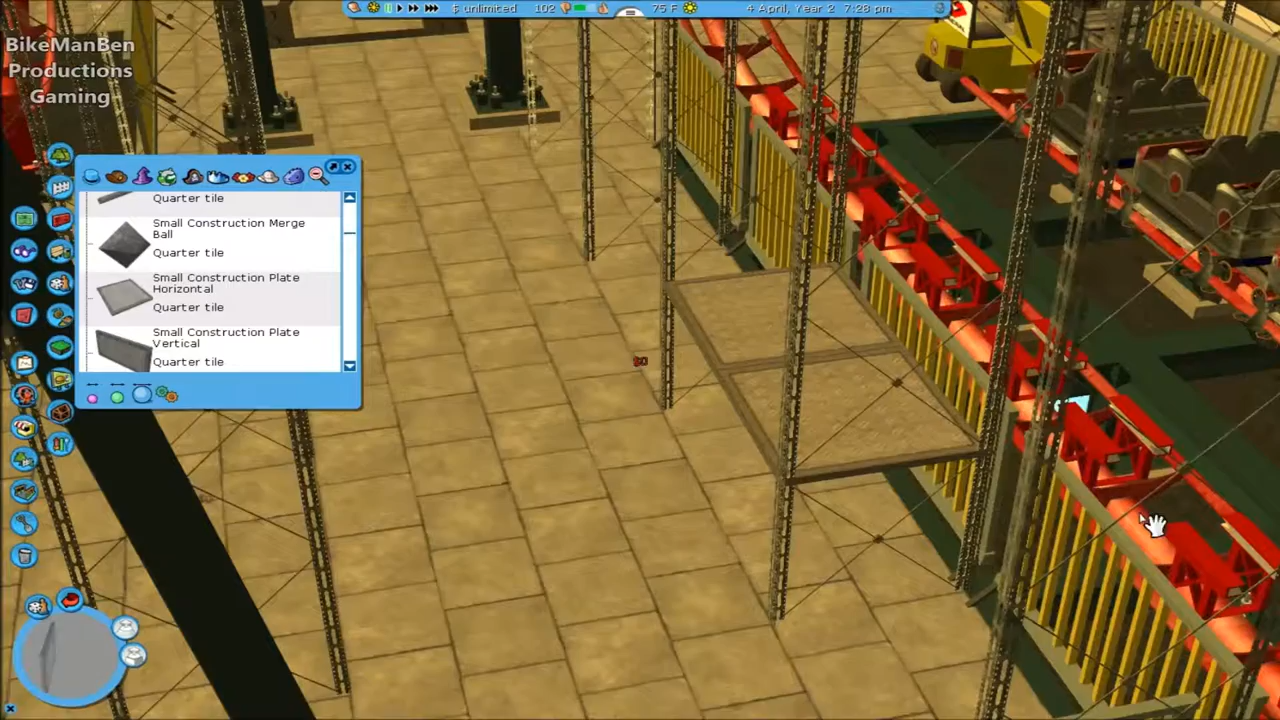 $ unlimited 102 75 F 4 April, Year 2 7:28 pm
BikeManBen
Productions
Gaming
Quarter tile
Small Construction Merge
Ball
Quarter tile
Small Construction Plate
Horizontal
Quarter tile
Small Construction Plate
Vertical
Quarter tile
$0